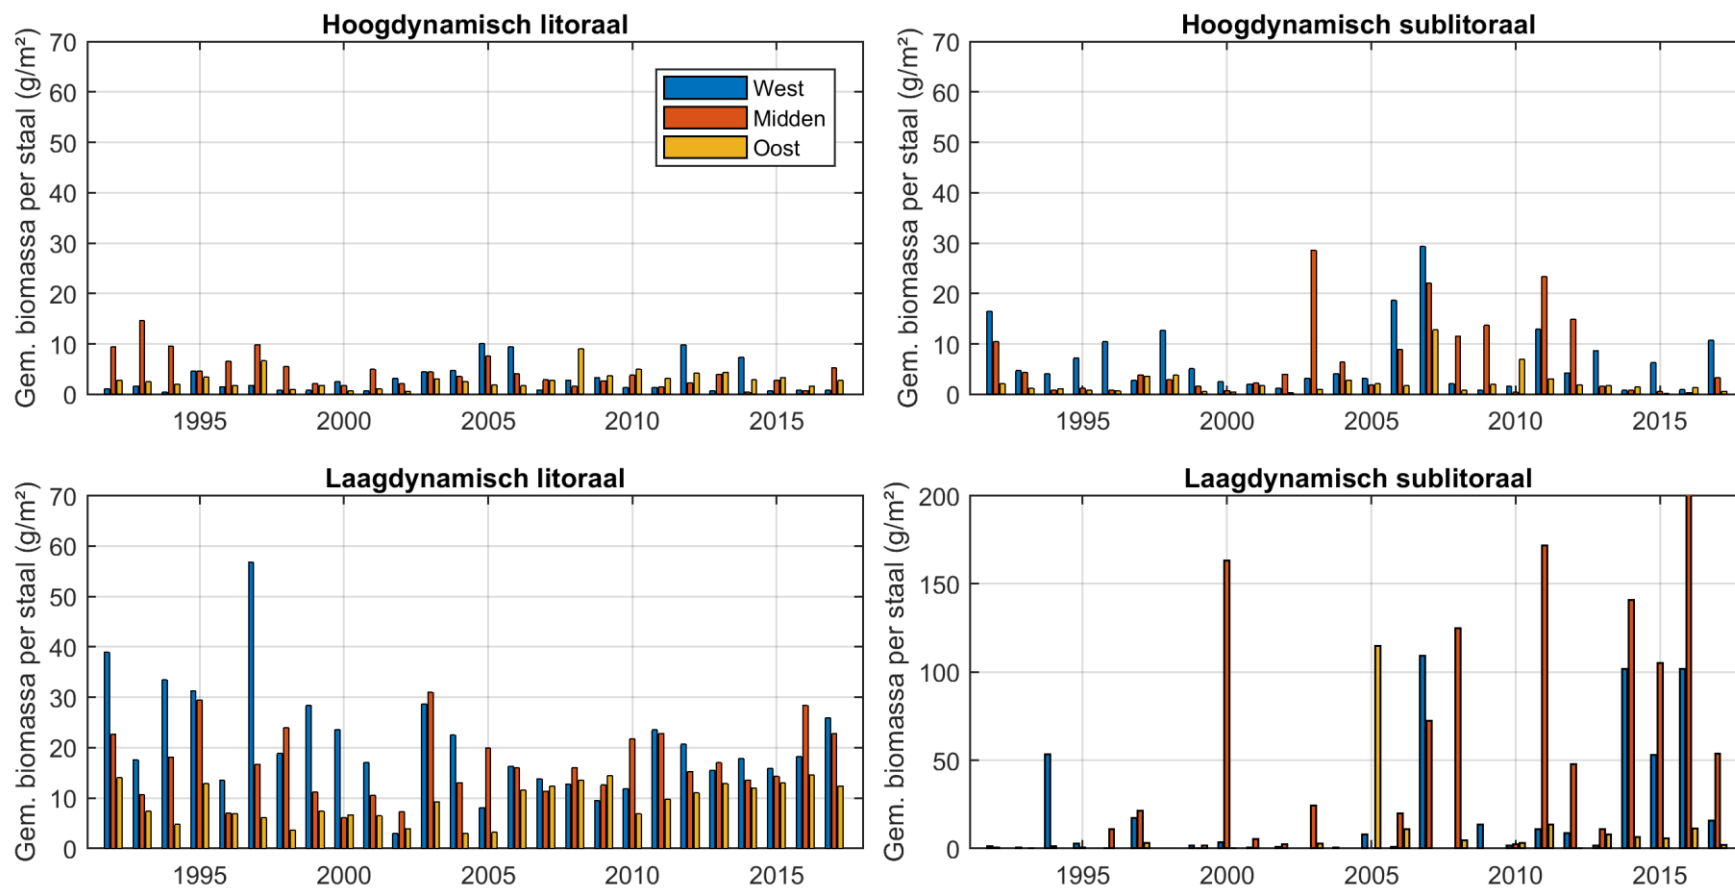 Hoogdynamisch litoraal
Gem. biomassa per staal (g/m²)
70
60
50
40
30
20
10
0
1995 2000 2005 2010 2015
West
Midden
Oost
Hoogdynamisch sublitoraal
Gem. biomassa per staal (g/m²)
70
60
50
40
30
20
10
0
1995 2000 2005 2010 2015
Laagdynamisch litoraal
Gem. biomassa per staal (g/m²)
70
60
50
40
30
20
10
0
1995 2000 2005 2010 2015
Laagdynamisch sublitoraal
Gem. biomassa per staal (g/m²)
200
150
100
50
0
1995 2000 2005 2010 2015